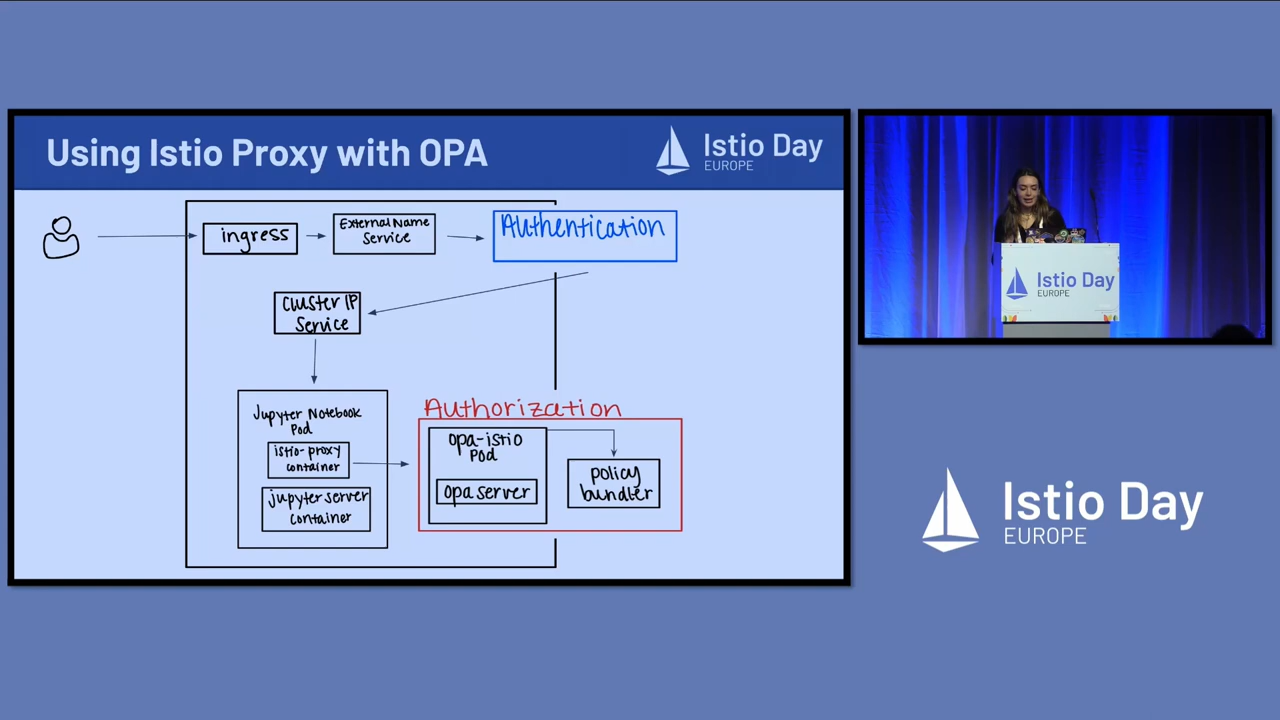 Using Istio Proxy with OPA
Istio Day
EUROPE
ingress
External Name
Service
Authentication
Cluster IP
Service
Jupyter Notebook
Pod
istio-proxy
container
jupyter server
container
Authorization
opa-istio
Pod
opa server
policy
bundler
Istio Day
EUROPE
Istio Day
EUROPE